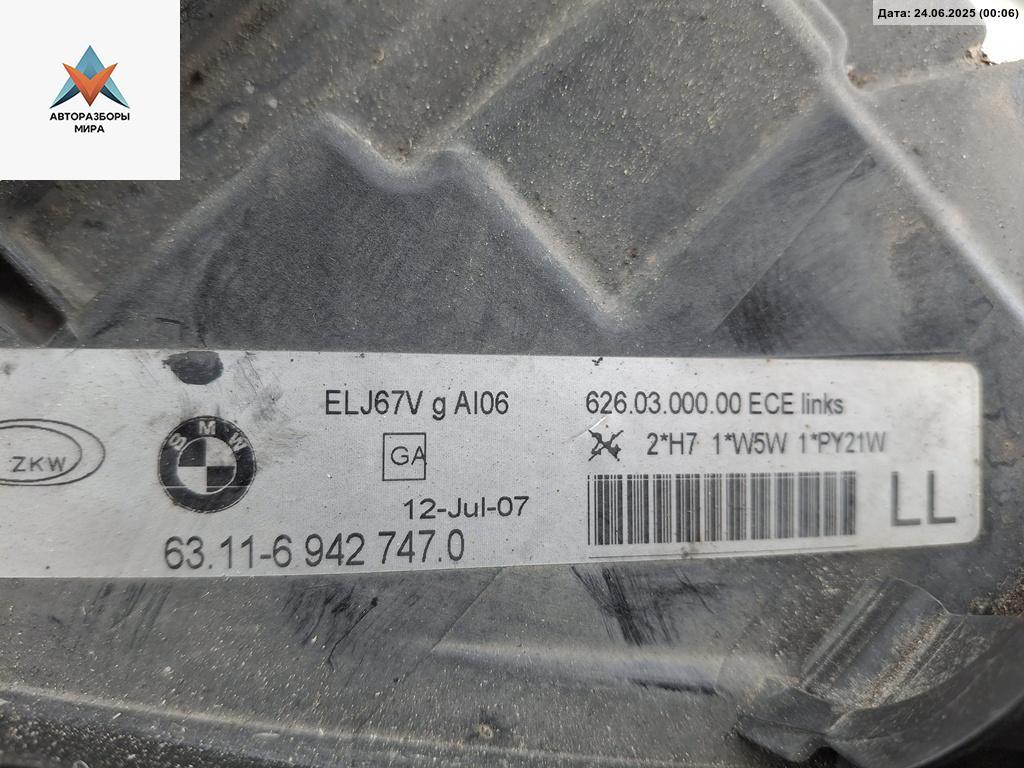 Дата: 24.06.2025 (00:06)
АВТОРАЗБОРЫ
МИРА
ELJ67V g AI06
626.03.000.00 ECE links
ZKW
BMW
GA
2*H7 1*W5W 1*PY21W
12-Jul-07
LL
63.11-6 942 747.0